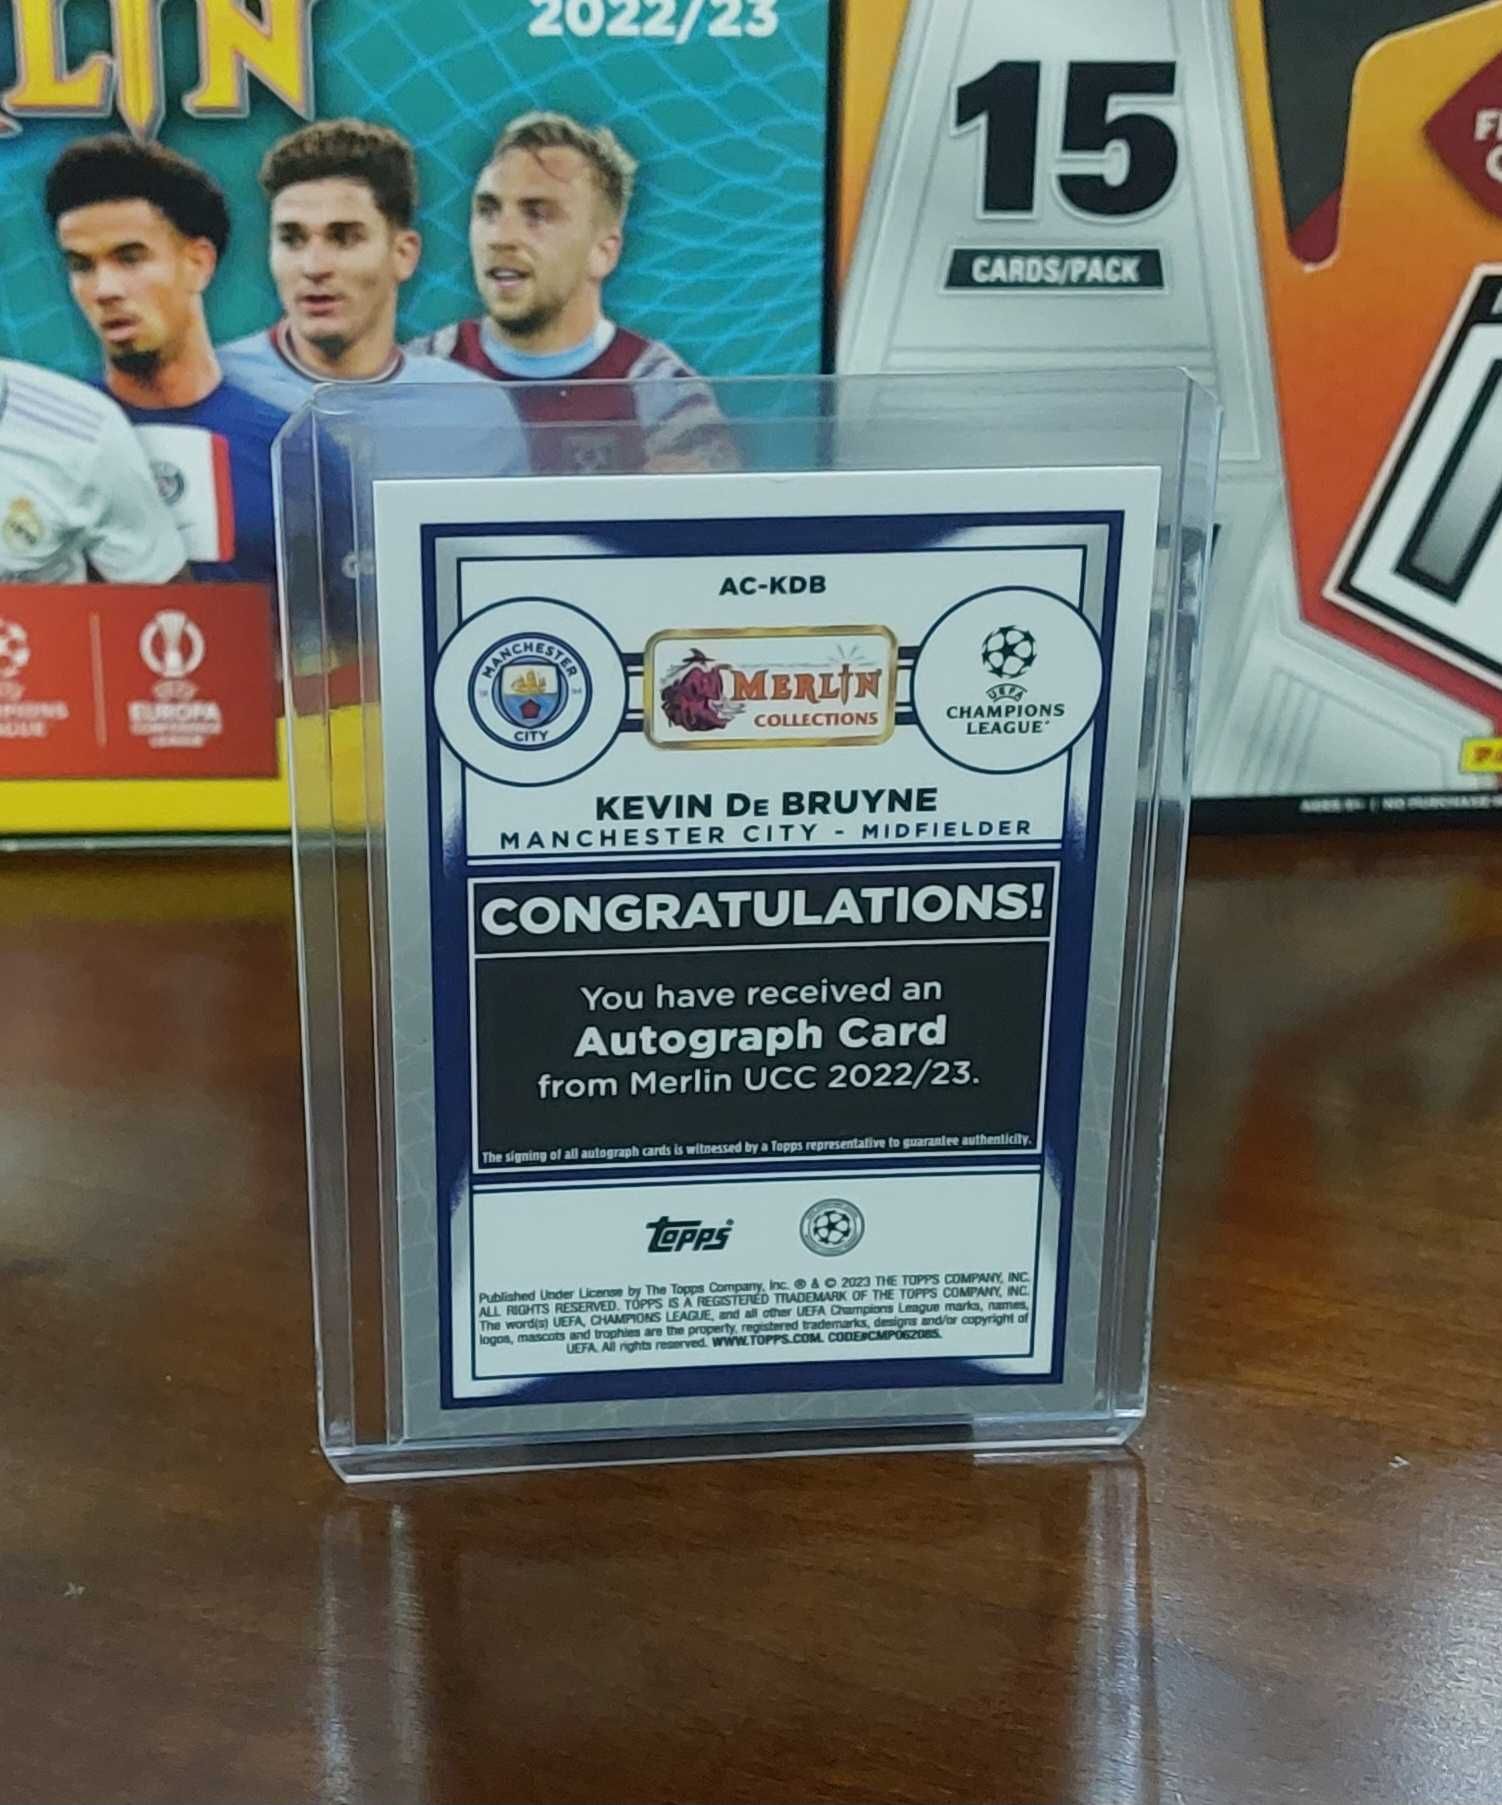 2022/23
15
CARDS/PACK
EUROPA
CONFERENCE
LEAGUE
AC-KDB
MANCHESTER
CITY
MERLIN
COLLECTIONS
UEFA
CHAMPIONS
LEAGUE
KEVIN DE BRUYNE
MANCHESTER CITY - MIDFIELDER
CONGRATULATIONS!
You have received an
Autograph Card
from Merlin UCC 2022/23.
The signing of all autograph cards is witnessed by a Topps representative to guarantee authenticity.
TOPPS
Published Under License by The Topps Company, Inc. ® & © 2023 THE TOPPS COMPANY, INC.
ALL RIGHTS RESERVED. TOPPS IS A REGISTERED TRADEMARK OF THE TOPPS COMPANY, INC.
The word(s) UEFA, CHAMPIONS LEAGUE, and all other UEFA Champions League marks, names,
logos, mascots and trophies are the property, registered trademarks, designs and/or copyright of
UEFA. All rights reserved. WWW.TOPPS.COM. CODE#CMP062085.